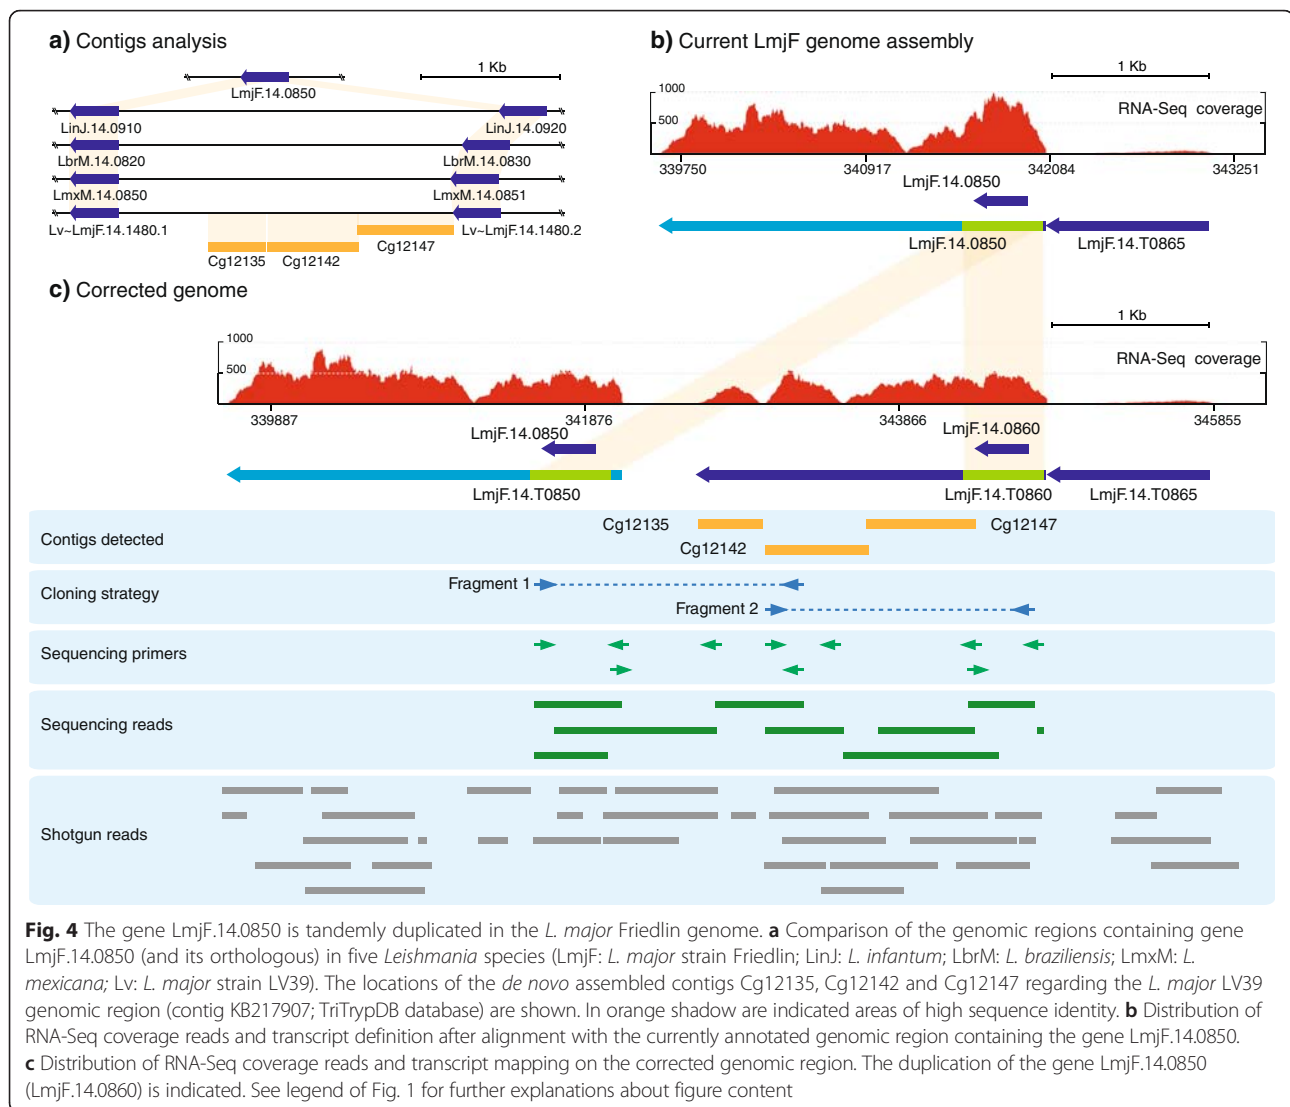 a) Contigs analysis
1 Kb
LmjF.14.0850
LinJ.14.0910
LinJ.14.0920
LbrM.14.0820
LbrM.14.0830
LmxM.14.0850
LmxM.14.0851
Lv~LmjF.14.1480.1
Lv~LmjF.14.1480.2
Cg12147
Cg12135
Cg12142
b) Current LmjF genome assembly
1 Kb
1000
500
RNA-Seq coverage
339750
340917
342084
343251
LmjF.14.0850
LmjF.14.0850
LmjF.14.T0865
c) Corrected genome
1 Kb
1000
500
RNA-Seq coverage
339887
341876
343866
345855
LmjF.14.0850
LmjF.14.0860
LmjF.14.T0850
LmjF.14.T0860
LmjF.14.T0865
Contigs detected
Cg12135
Cg12147
Cg12142
Cloning strategy
Fragment 1
Fragment 2
Sequencing primers
Sequencing reads
Shotgun reads
Fig. 4 The gene LmjF.14.0850 is tandemly duplicated in the L. major Friedlin genome. a Comparison of the genomic regions containing gene
LmjF.14.0850 (and its orthologous) in five Leishmania species (LmjF: L. major strain Friedlin; LinJ: L. infantum; LbrM: L. braziliensis; LmxM: L.
mexicana; Lv: L. major strain LV39). The locations of the de novo assembled contigs Cg12135, Cg12142 and Cg12147 regarding the L. major LV39
genomic region (contig KB217907; TriTrypDB database) are shown. In orange shadow are indicated areas of high sequence identity. b Distribution of
RNA-Seq coverage reads and transcript definition after alignment with the currently annotated genomic region containing the gene LmjF.14.0850.
c Distribution of RNA-Seq coverage reads and transcript mapping on the corrected genomic region. The duplication of the gene LmjF.14.0850
(LmjF.14.0860) is indicated. See legend of Fig. 1 for further explanations about figure content